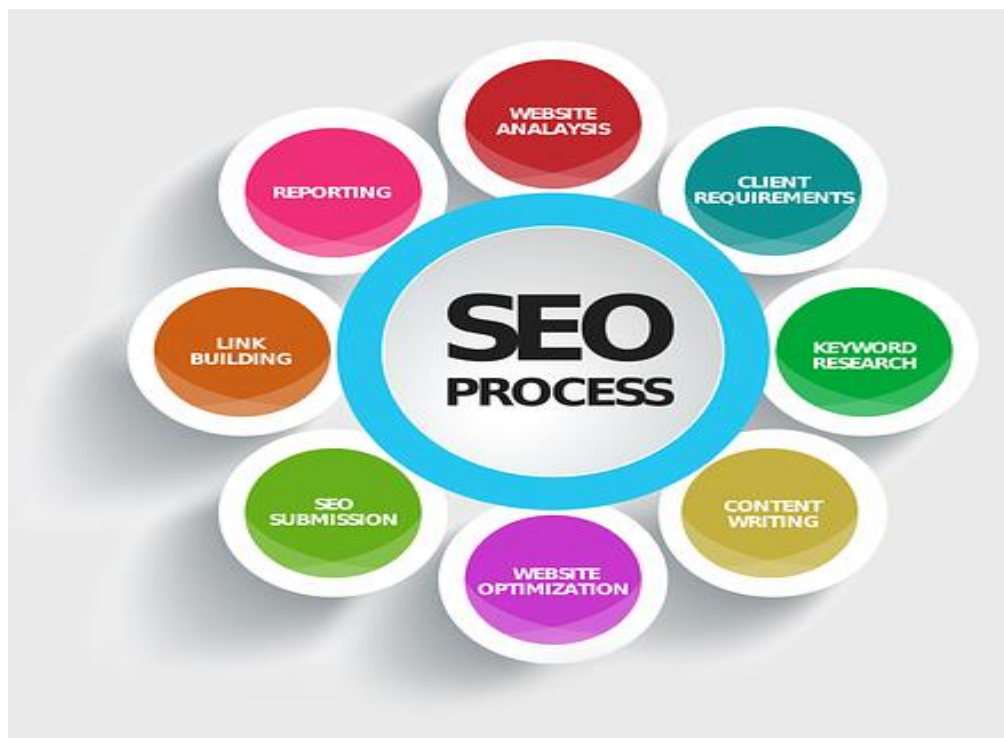 WEBSITE
ANALAYSIS
CLIENT
REQUIREMENTS
KEYWORD
RESEARCH
CONTENT
WRITING
WEBSITE
OPTIMIZATION
SEO
SUBMISSION
LINK
BUILDING
REPORTING
SEO
PROCESS